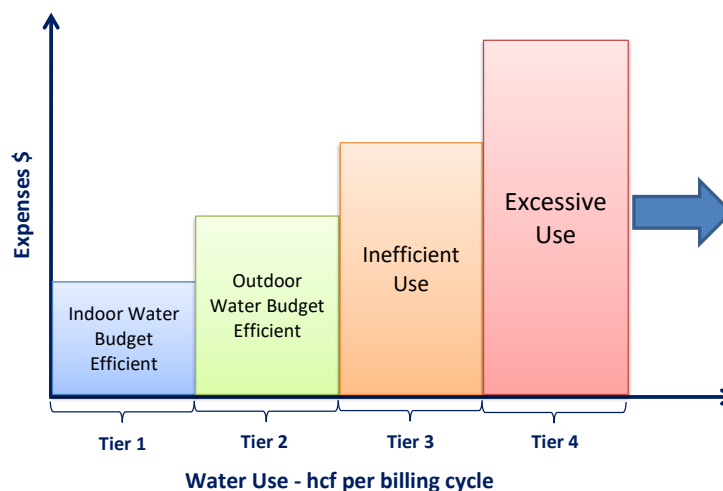 Expenses $
Indoor Water
Budget
Efficient
Outdoor
Water Budget
Efficient
Inefficient
Use
Excessive
Use
Tier 1
Tier 2
Tier 3
Tier 4
Water Use - hcf per billing cycle